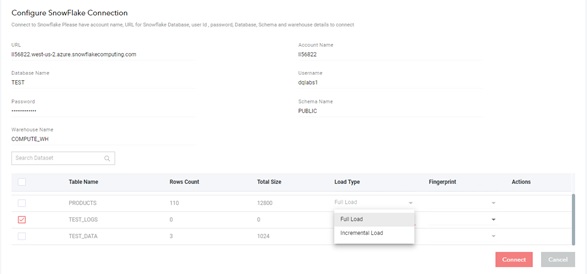 Configure SnowFlake Connection
Connect to Snowflake Please have account name, URL for Snowflake Database, user id , password, Database, Schema and warehouse details to connect
URL
Account Name
ll56822.west-us-2.azure.snowflakecomputing.com
ll56822
Database Name
Username
TEST
dqlabs1
Password
Schema Name
••••••••••••
PUBLIC
Warehouse Name
COMPUTE_WH
Search Dataset
Table Name Rows Count Total Size Load Type Fingerprint Actions
PRODUCTS 110 12800 Full Load
TEST_LOGS 0 0 Full Load
TEST_DATA 3 1024 Incremental Load
Connect Cancel